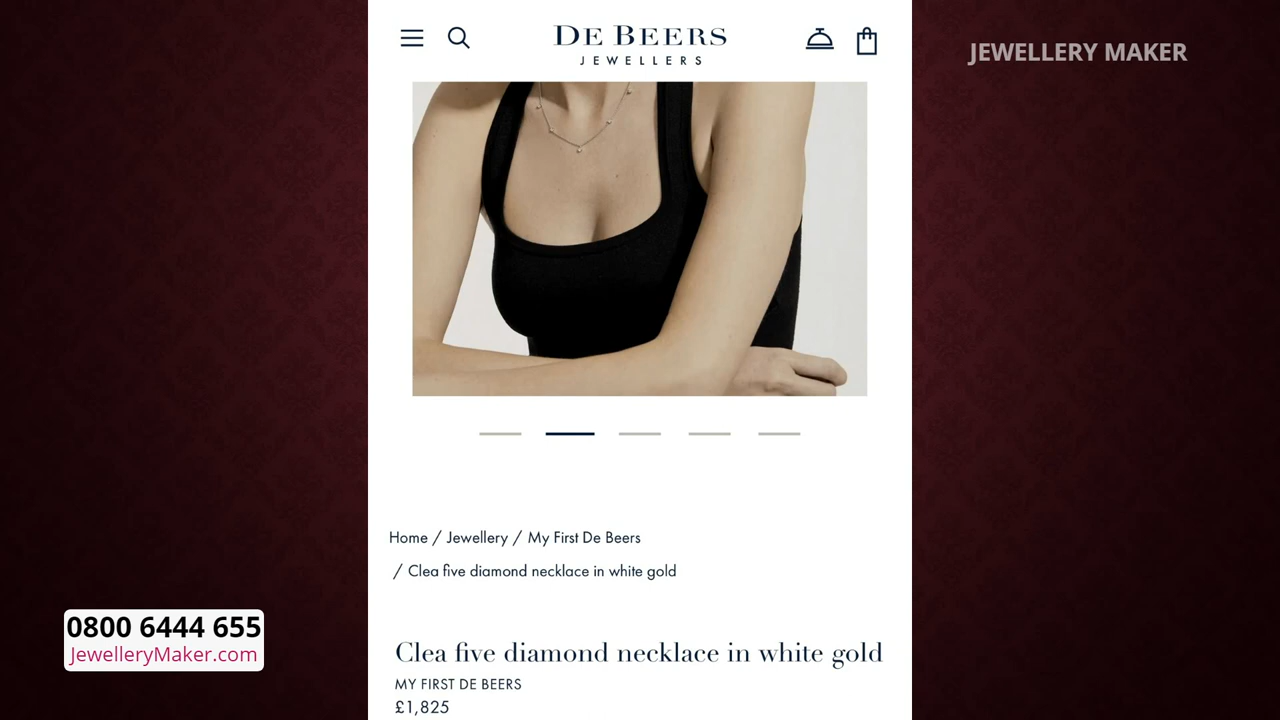 DE BEERS
JEWELLERS
JEWELLERY MAKER
Home / Jewellery / My First De Beers
/ Clea five diamond necklace in white gold
0800 6444 655
JewelleryMaker.com
Clea five diamond necklace in white gold
MY FIRST DE BEERS
£1,825